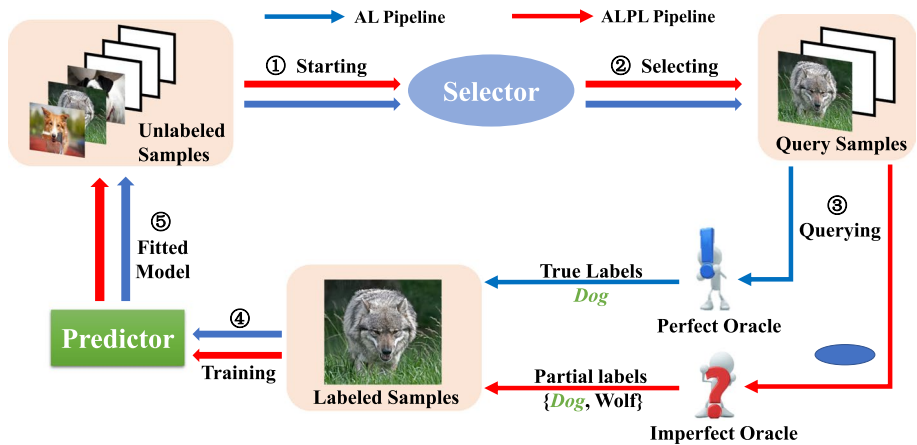 AL Pipeline
ALPL Pipeline
① Starting
② Selecting
Selector
Unlabeled
Samples
Query Samples
③
Querying
⑤
Fitted
Model
True Labels
Dog
Perfect Oracle
④
Predictor
Training
Labeled Samples
Partial labels
{Dog, Wolf}
Imperfect Oracle